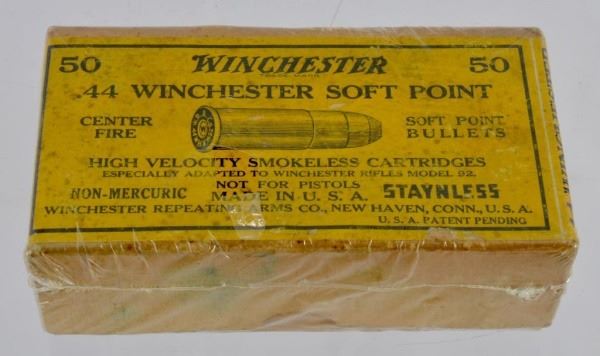 50 WINCHESTER 50
TRADE MARK
.44 WINCHESTER SOFT POINT
CENTER FIRE SOFT POINT BULLETS
HIGH VELOCITY SMOKELESS CARTRIDGES
ESPECIALLY ADAPTED TO WINCHESTER RIFLES MODEL 92.
NOT FOR PISTOLS
NON-MERCURIC MADE IN U. S. A. STAYNLESS
WINCHESTER REPEATING ARMS CO., NEW HAVEN, CONN., U. S. A.
U. S. A. PATENT PENDING